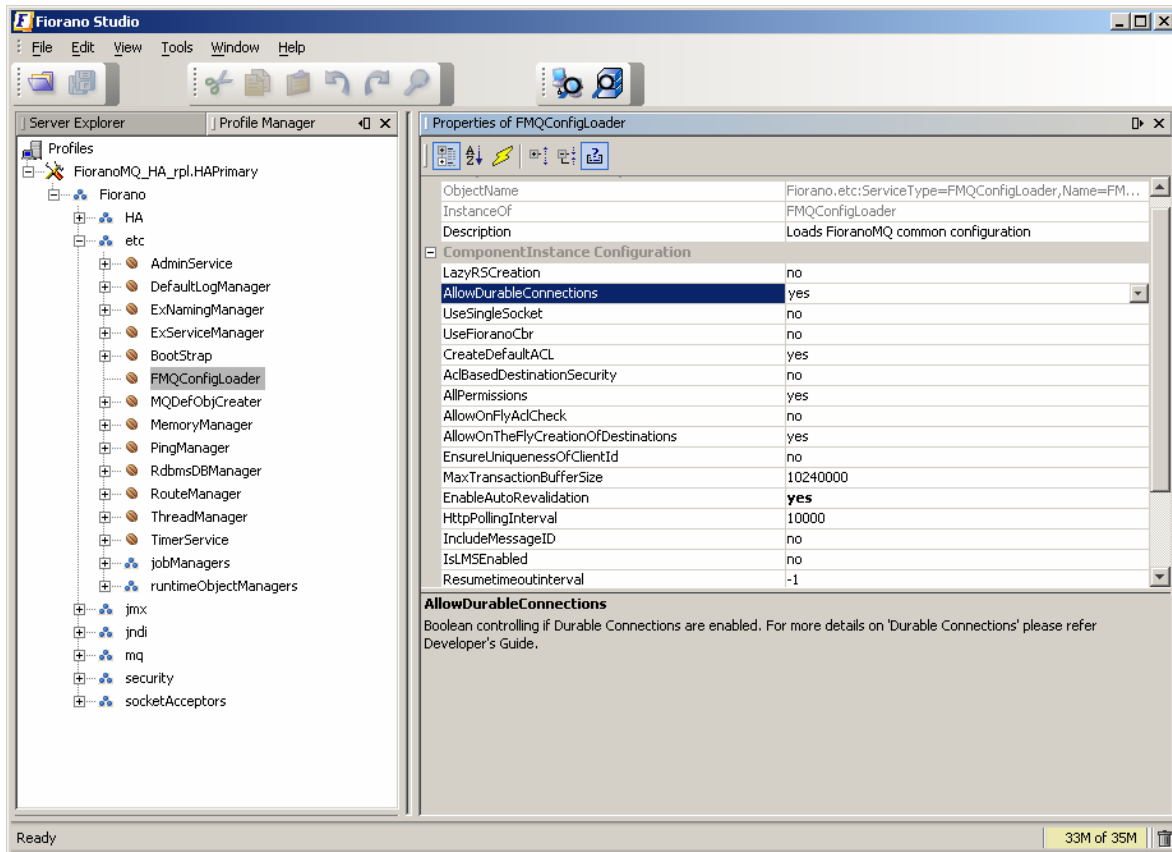 Fiorano Studio
File Edit View Tools Window Help
Server Explorer
Profile Manager
Profiles
FioranoMQ_HA_rpl.HAPrimary
Fiorano
HA
etc
AdminService
DefaultLogManager
ExNamingManager
ExServiceManager
BootStrap
FMQConfigLoader
MQDefObjCreater
MemoryManager
PingManager
RdbmsDBManager
RouteManager
ThreadManager
TimerService
jobManagers
runtimeObjectManagers
jmx
jndi
mq
security
socketAcceptors
Properties of FMQConfigLoader
ObjectName Fiorano.etc:ServiceType=FMQConfigLoader,Name=FM...
InstanceOf FMQConfigLoader
Description Loads FioranoMQ common configuration
ComponentInstance Configuration
LazyRSCreation no
AllowDurableConnections yes
UseSingleSocket no
UseFioranoCbr no
CreateDefaultACL yes
AclBasedDestinationSecurity no
AllPermissions yes
AllowOnFlyAclCheck no
AllowOnTheFlyCreationOfDestinations yes
EnsureUniquenessOfClientId no
MaxTransactionBufferSize 10240000
EnableAutoRevalidation yes
HttpPollingInterval 10000
IncludeMessageID no
IsLMSEnabled no
Resumetimeoutinterval -1
AllowDurableConnections
Boolean controlling if Durable Connections are enabled. For more details on 'Durable Connections' please refer
Developer's Guide.
Ready
33M of 35M